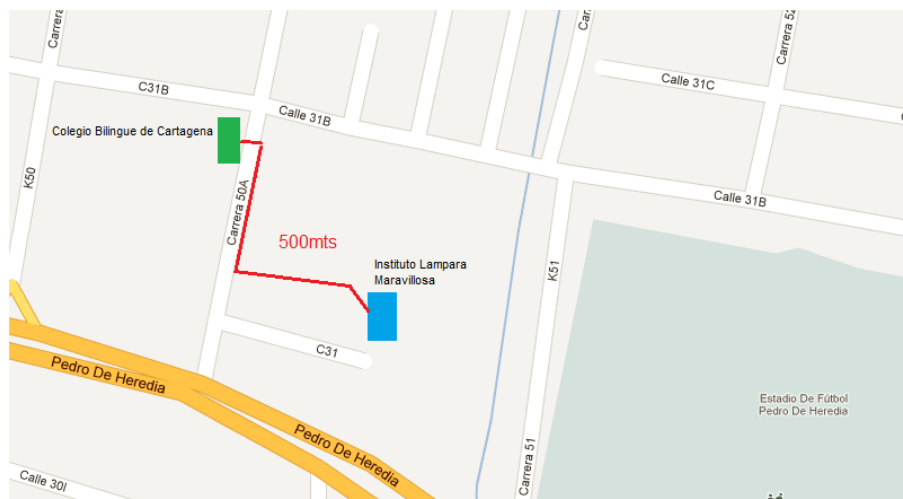 Carrera
Carrera 52
Ca
C31B
Calle 31C
Calle 31B
Colegio Bilingue de Cartagena
K50
Carrera 50A
Calle 31B
500mts
Instituto Lampara
Maravillosa
K51
C31
Pedro De Heredia
Pedro De Heredia
Estadio De Fútbol
Pedro De Heredia
Carrera 51
Calle 30I